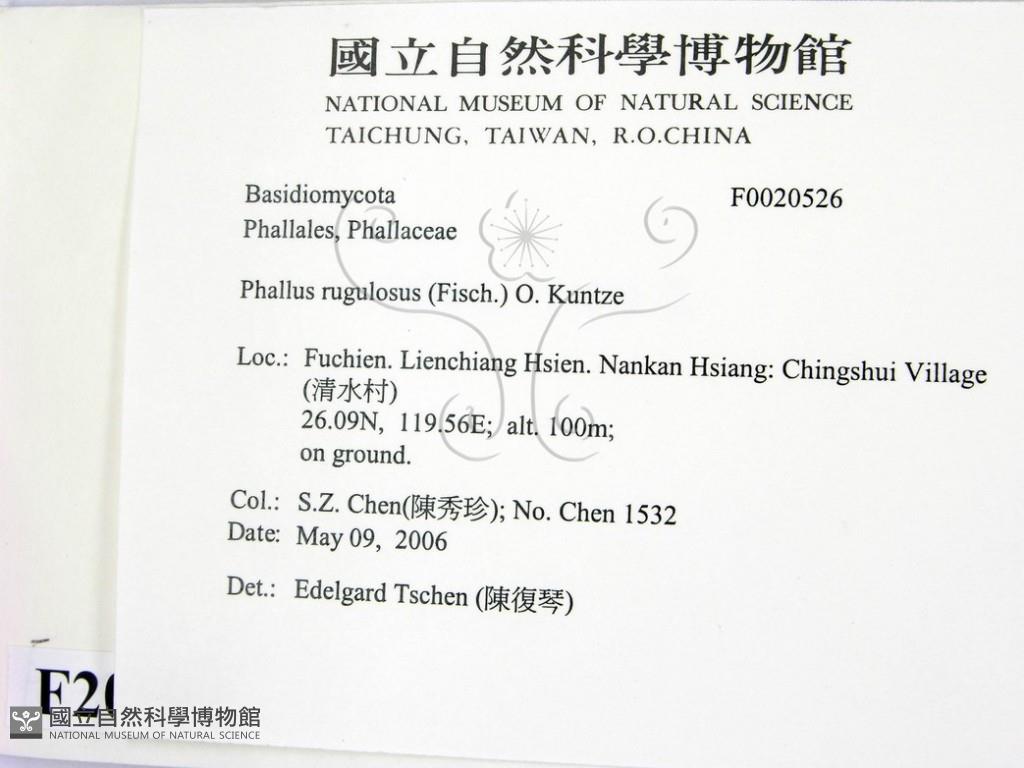 國立自然科學博物館
NATIONAL MUSEUM OF NATURAL SCIENCE
TAICHUNG, TAIWAN, R.O.CHINA
Basidiomycota F0020526
Phallales, Phallaceae
Phallus rugulosus (Fisch.) O. Kuntze
Loc.: Fuchien. Lienchiang Hsien. Nankan Hsiang: Chingshui Village
(清水村)
26.09N, 119.56E; alt. 100m;
on ground.
Col.: S.Z. Chen(陳秀珍); No. Chen 1532
Date: May 09, 2006
Det.: Edelgard Tschen (陳復琴)
國立自然科學博物館
NATIONAL MUSEUM OF NATURAL SCIENCE